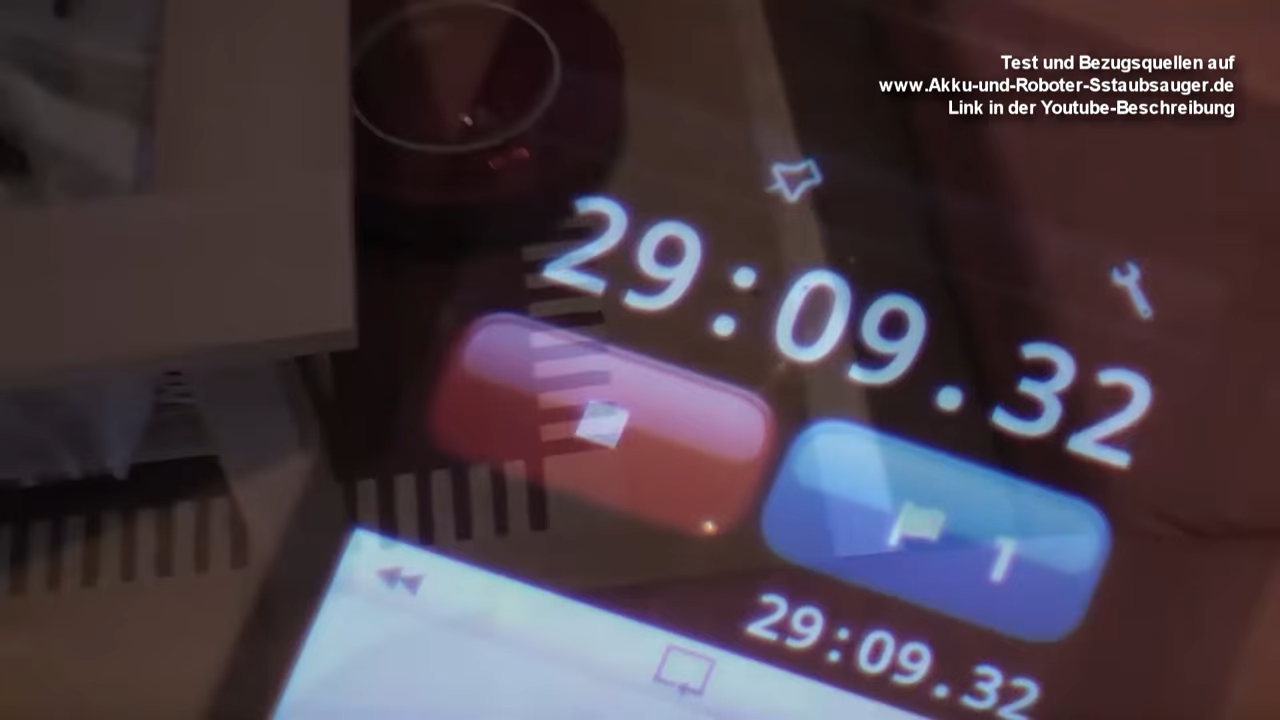 Test und Bezugsquellen auf
www.Akku-und-Roboter-Sstaubsauger.de
Link in der Youtube-Beschreibung
29:09.32
1
29:09.32